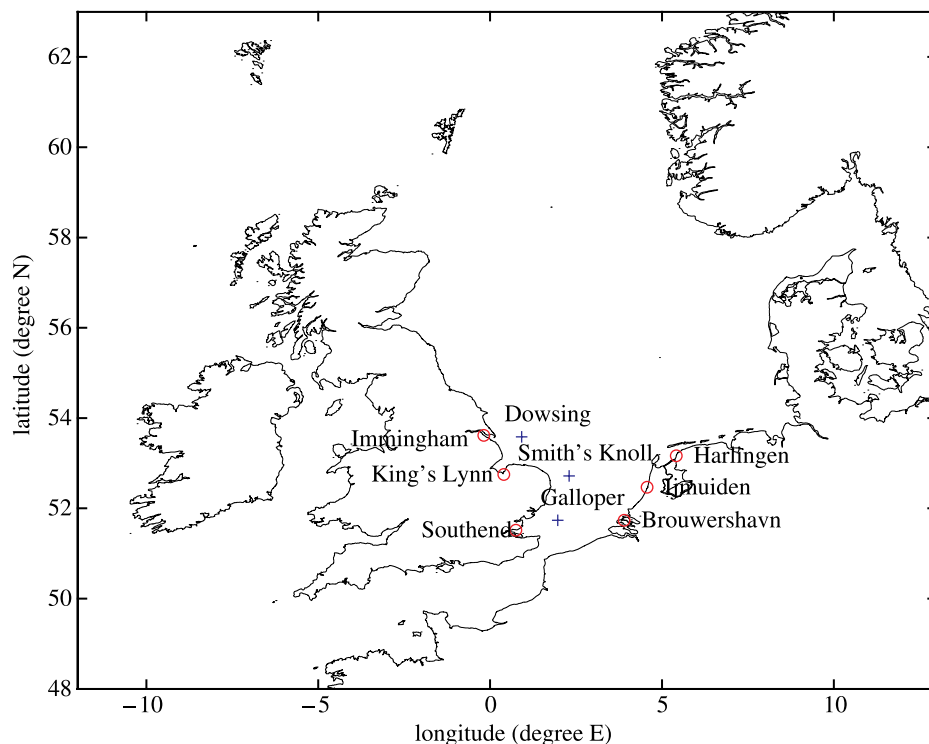 62
60
58
56
54
52
50
48
latitude (degree N)
Dowsing
Immingham
Smith's Knoll
Harlingen
King's Lynn
Ijmuiden
Galloper
Southend
Brouwershavn
−10
−5
0
5
10
longitude (degree E)